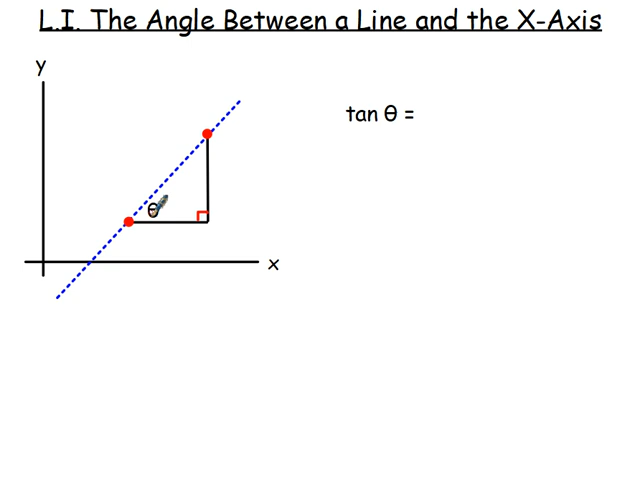 L.I. The Angle Between a Line and the X-Axis
y
tan θ =
θ
x